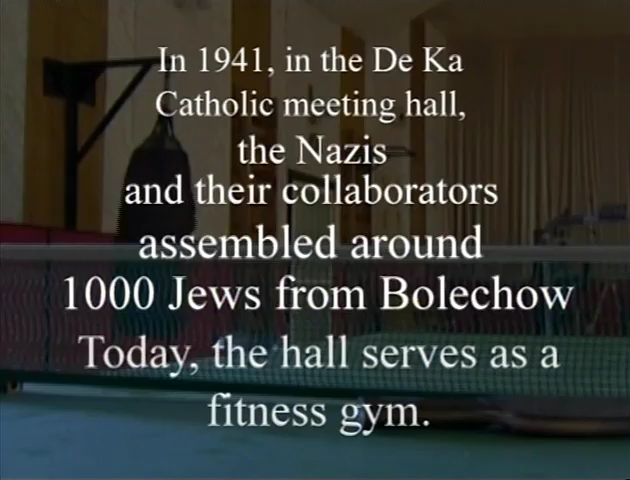 In 1941, in the De Ka
Catholic meeting hall,
the Nazis
and their collaborators
assembled around
1000 Jews from Bolechow
Today, the hall serves as a
fitness gym.